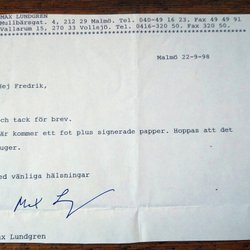 MAX LUNDGREN
Mullbärsgat. 4, 212 29 Malmö. Tel. 040-49 16 23. Fax 49 49 91
Vallarum 15, 270 33 Vollsjö. Tel. 0416-320 50. Fax 320 50.
Malmö 22-9-98
Hej Fredrik,
och tack för brev.
Här kommer ett fot plus signerade papper. Hoppas att det
duger.
Med vänliga hälsningar
Max Lundgren